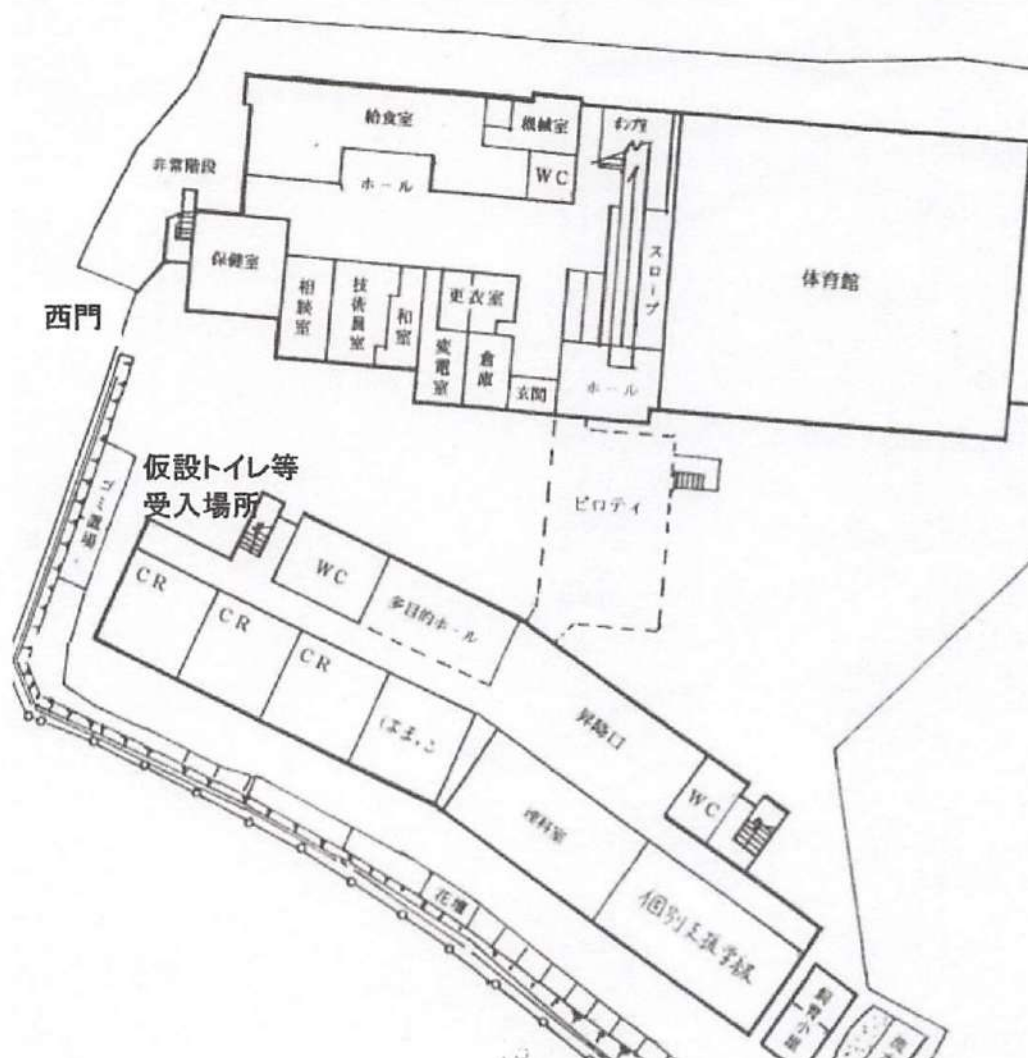 給食室
機械室
ポンプ室
WC
非常階段
ホール
保健室
スロープ
体育館
相談室
技術員室
和室
更衣室
西門
変電室
倉庫
玄関
ホール
仮設トイレ等
受入場所
ゴミ置場
ピロティ
WC
CR
多目的ホール
CR
CR
昇降口
WC
理科室
花壇
個別支援学級
飼育小屋